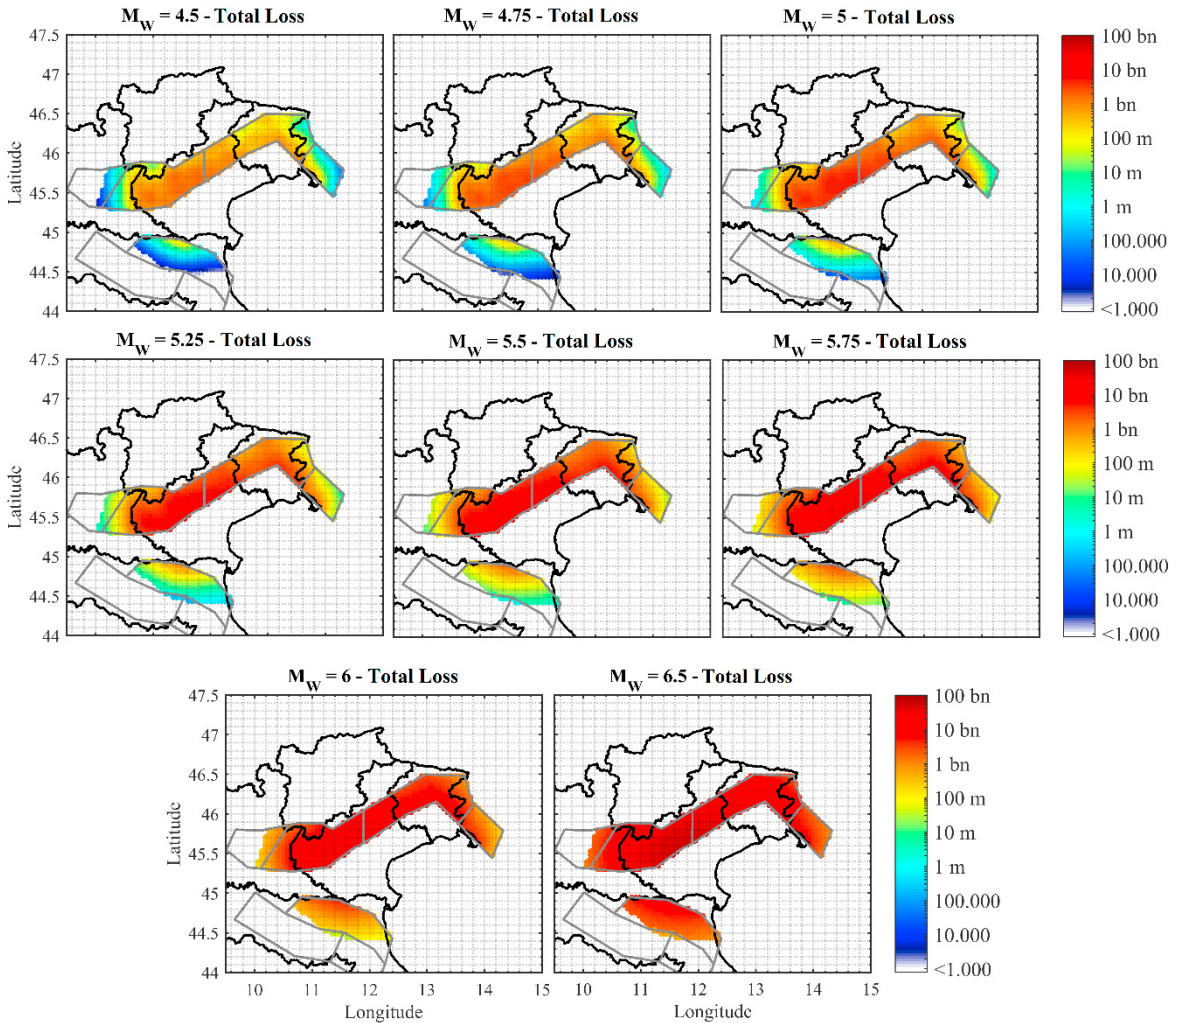 M_W = 4.5 - Total Loss
M_W = 4.75 - Total Loss
M_W = 5 - Total Loss
47.5
47
46.5
46
45.5
45
44.5
44
Latitude
100 bn
10 bn
1 bn
100 m
10 m
1 m
100.000
10.000
<1.000
M_W = 5.25 - Total Loss
M_W = 5.5 - Total Loss
M_W = 5.75 - Total Loss
47.5
47
46.5
46
45.5
45
44.5
44
Latitude
100 bn
10 bn
1 bn
100 m
10 m
1 m
100.000
10.000
<1.000
M_W = 6 - Total Loss
M_W = 6.5 - Total Loss
47.5
47
46.5
46
45.5
45
44.5
44
Latitude
100 bn
10 bn
1 bn
100 m
10 m
1 m
100.000
10.000
<1.000
10 11 12 13 14 15 10 11 12 13 14 15
Longitude
Longitude